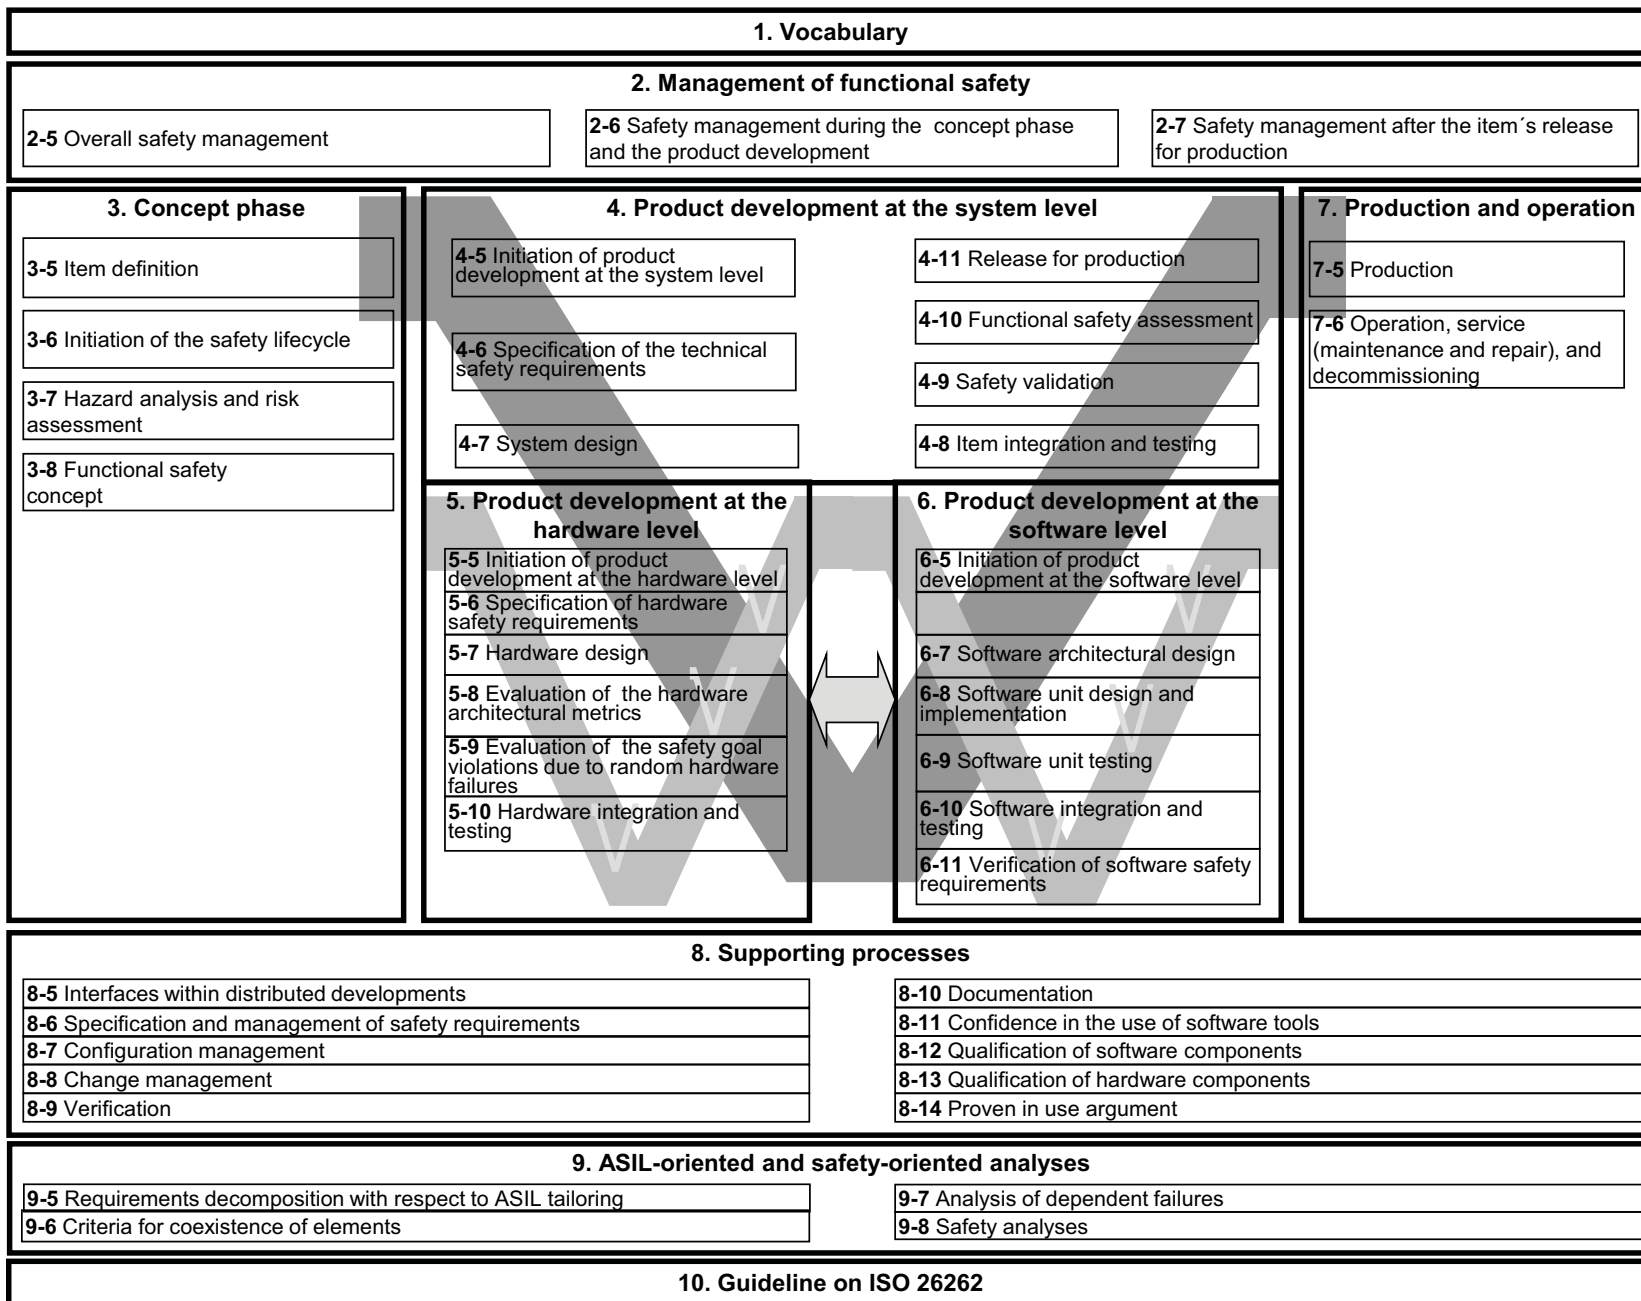 1. Vocabulary
2. Management of functional safety
2-5 Overall safety management
2-6 Safety management during the concept phase
and the product development
2-7 Safety management after the item´s release
for production
3. Concept phase
3-5 Item definition
3-6 Initiation of the safety lifecycle
3-7 Hazard analysis and risk
assessment
3-8 Functional safety
concept
4. Product development at the system level
4-5 Initiation of product
development at the system level
4-6 Specification of the technical
safety requirements
4-7 System design
4-11 Release for production
4-10 Functional safety assessment
4-9 Safety validation
4-8 Item integration and testing
7. Production and operation
7-5 Production
7-6 Operation, service
(maintenance and repair), and
decommissioning
5. Product development at the
hardware level
5-5 Initiation of product
development at the hardware level
5-6 Specification of hardware
safety requirements
5-7 Hardware design
5-8 Evaluation of the hardware
architectural metrics
5-9 Evaluation of the safety goal
violations due to random hardware
failures
5-10 Hardware integration and
testing
6. Product development at the
software level
6-5 Initiation of product
development at the software level
6-7 Software architectural design
6-8 Software unit design and
implementation
6-9 Software unit testing
6-10 Software integration and
testing
6-11 Verification of software safety
requirements
8. Supporting processes
8-5 Interfaces within distributed developments
8-6 Specification and management of safety requirements
8-7 Configuration management
8-8 Change management
8-9 Verification
8-10 Documentation
8-11 Confidence in the use of software tools
8-12 Qualification of software components
8-13 Qualification of hardware components
8-14 Proven in use argument
9. ASIL-oriented and safety-oriented analyses
9-5 Requirements decomposition with respect to ASIL tailoring
9-6 Criteria for coexistence of elements
9-7 Analysis of dependent failures
9-8 Safety analyses
10. Guideline on ISO 26262